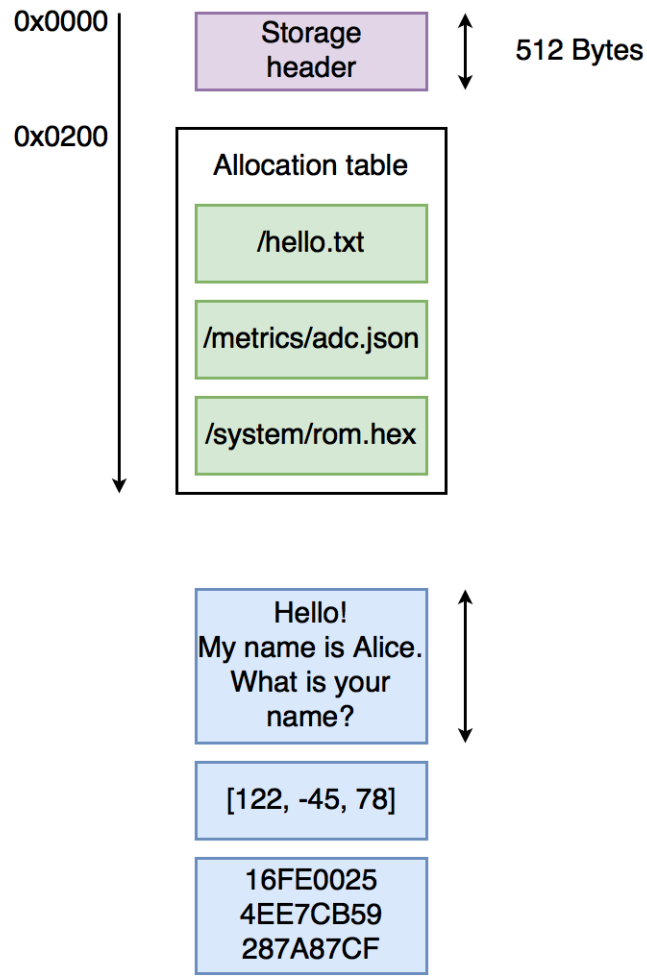 0x0000
Storage
header
512 Bytes
0x0200
Allocation table
/hello.txt
/metrics/adc.json
/system/rom.hex
Hello!
My name is Alice.
What is your
name?
[122, -45, 78]
16FE0025
4EE7CB59
287A87CF